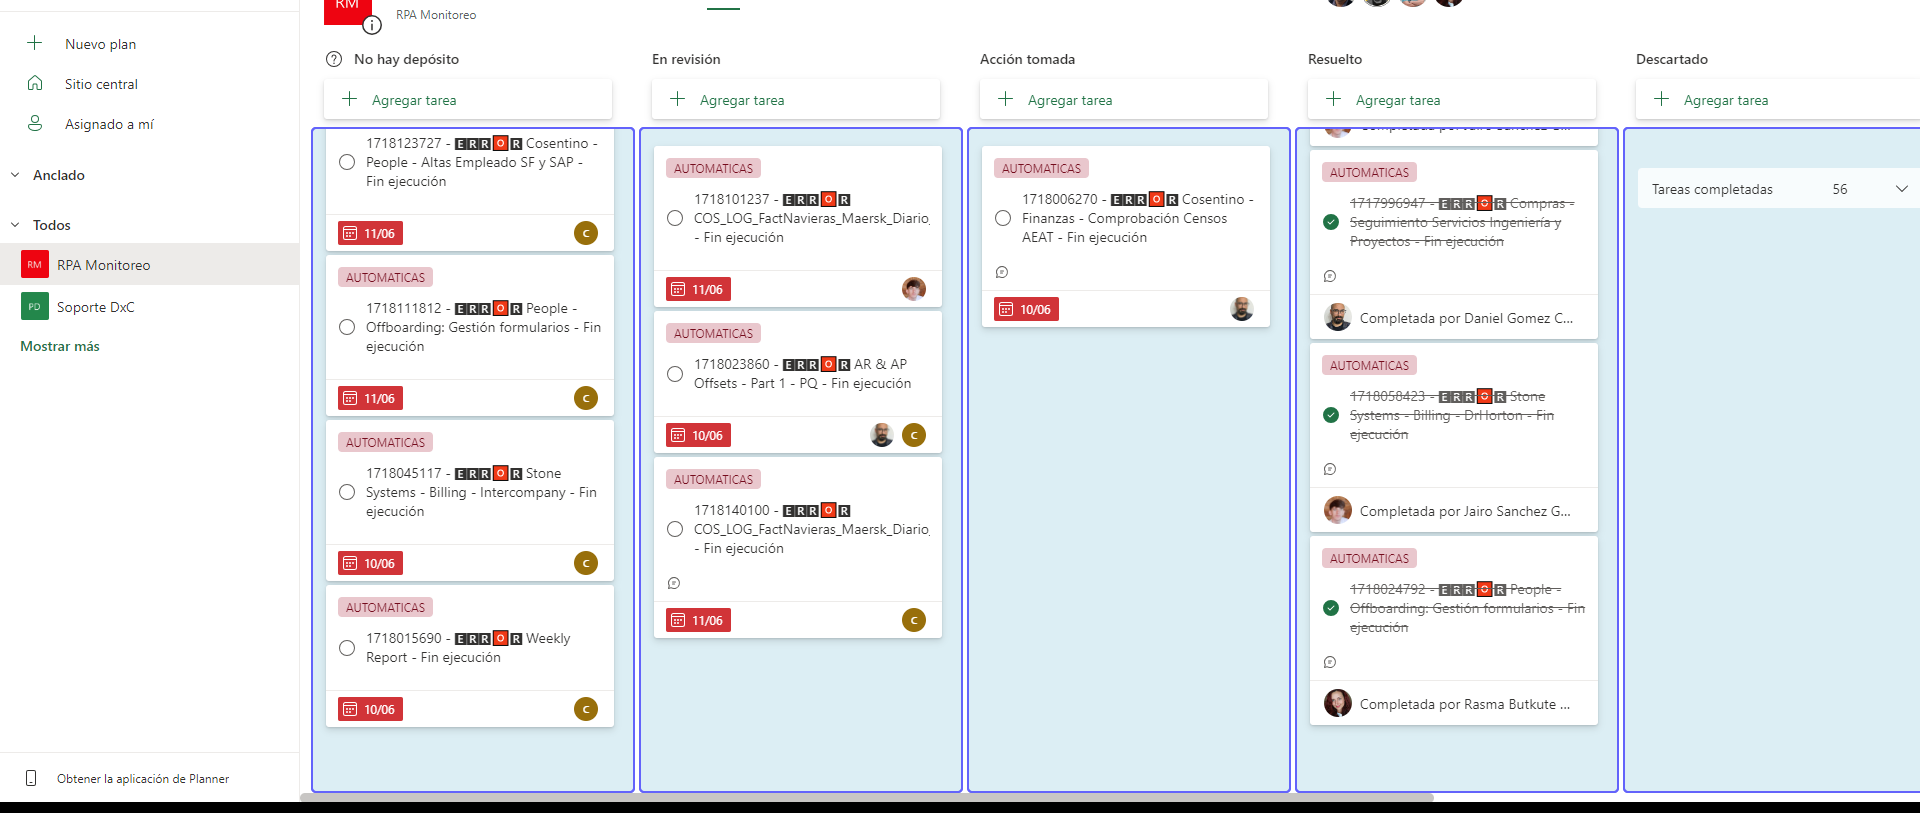 RM
RPA Monitoreo
Nuevo plan
Sitio central
Asignado a mí
Anclado
Todos
RM RPA Monitoreo
PD Soporte DxC
Mostrar más
Obtener la aplicación de Planner
No hay depósito
Agregar tarea
1718123727 - ERROR Cosentino -
People - Altas Empleado SF y SAP -
Fin ejecución
11/06 C
AUTOMATICAS
1718111812 - ERROR People -
Offboarding: Gestión formularios - Fin
ejecución
11/06 C
AUTOMATICAS
1718045117 - ERROR Stone
Systems - Billing - Intercompany - Fin
ejecución
10/06 C
AUTOMATICAS
1718015690 - ERROR Weekly
Report - Fin ejecución
10/06 C
En revisión
Agregar tarea
AUTOMATICAS
1718101237 - ERROR
COS_LOG_FactNavieras_Maersk_Diario_
- Fin ejecución
11/06
AUTOMATICAS
1718023860 - ERROR AR & AP
Offsets - Part 1 - PQ - Fin ejecución
10/06 C
AUTOMATICAS
1718140100 - ERROR
COS_LOG_FactNavieras_Maersk_Diario_
- Fin ejecución
11/06 C
Acción tomada
Agregar tarea
AUTOMATICAS
1718006270 - ERROR Cosentino -
Finanzas - Comprobación Censos
AEAT - Fin ejecución
10/06
Resuelto
Agregar tarea
Completada por Jairo Sanchez G...
AUTOMATICAS
1717996947 - ERROR Compras -
Seguimiento Servicios Ingeniería y
Proyectos - Fin ejecución
Completada por Daniel Gomez C...
AUTOMATICAS
1718058423 - ERROR Stone
Systems - Billing - DrHorton - Fin
ejecución
Completada por Jairo Sanchez G...
AUTOMATICAS
1718024792 - ERROR People -
Offboarding: Gestión formularios - Fin
ejecución
Completada por Rasma Butkute ...
Descartado
Agregar tarea
Tareas completadas 56